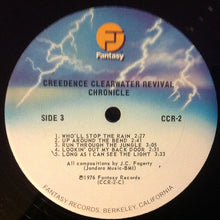 Fantasy
CREEDENCE CLEARWATER REVIVAL
CHRONICLE
SIDE 3
CCR-2
1. WHO'LL STOP THE RAIN 2:27
2. UP AROUND THE BEND 2:40
3. RUN THROUGH THE JUNGLE 3:05
4. LOOKIN' OUT MY BACK DOOR 2:31
5. LONG AS I CAN SEE THE LIGHT 3:33
All compositions by J.C. Fogerty
(Jondora Music-BMI)
℗1976 Fantasy Records
(CCR-2-C)
FANTASY RECORDS, BERKELEY, CALIFORNIA